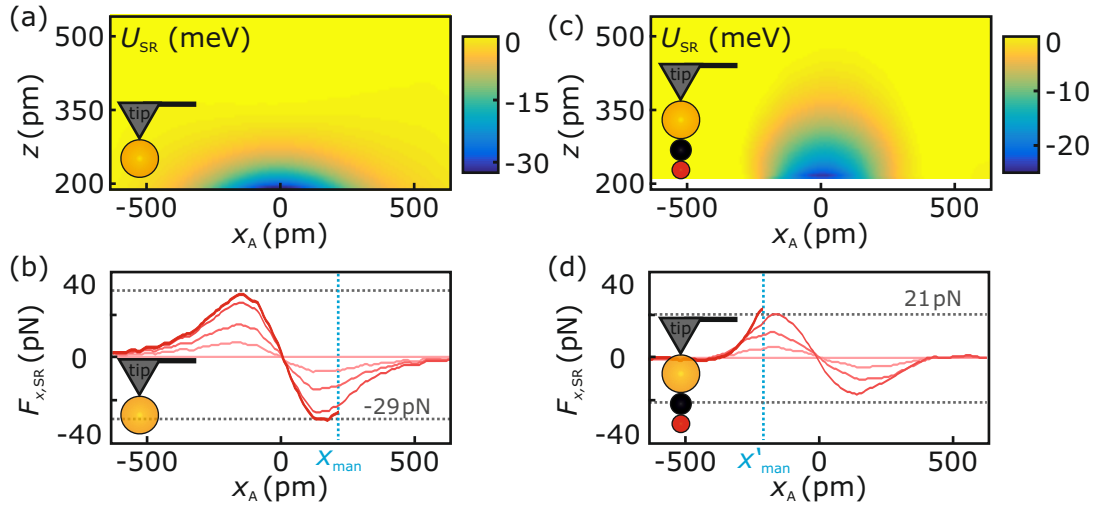 (a)
U_SR (meV)
z (pm)
500
350
200
tip
0
-15
-30
-500 0 500
x_A (pm)
(c)
U_SR (meV)
z (pm)
500
350
200
tip
0
-10
-20
-500 0 500
x_A (pm)
(b)
F_x,SR (pN)
40
0
-40
tip
-29pN
x_man
-500 0 500
x_A (pm)
(d)
F_x,SR (pN)
40
0
-40
tip
21pN
x'_man
-500 0 500
x_A (pm)